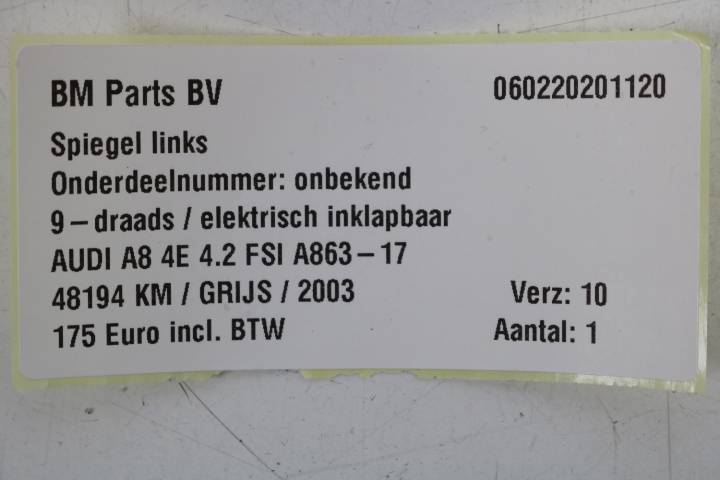 BM Parts BV 060220201120
Spiegel links
Onderdeelnummer: onbekend
9-draads / elektrisch inklapbaar
AUDI A8 4E 4.2 FSI A863-17
48194 KM / GRIJS / 2003 Verz: 10
175 Euro incl. BTW Aantal: 1